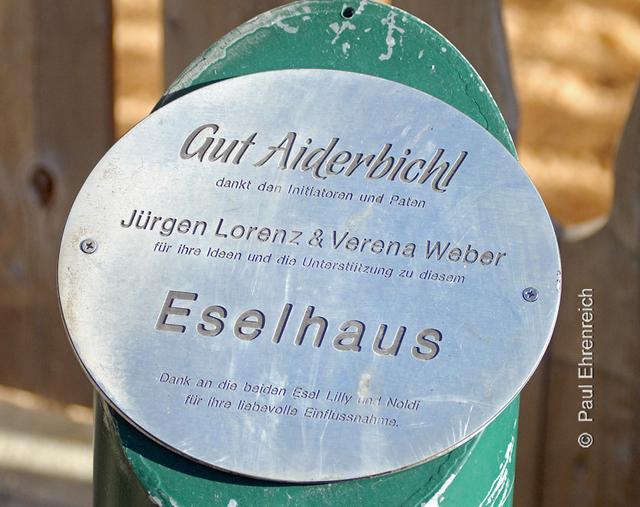 Gut Aiderbichl
dankt den Initiatoren und Paten
Jürgen Lorenz & Verena Weber
für ihre Ideen und die Unterstützung zu diesem
Eselhaus
Dank an die beiden Esel Lilly und Noldi
für ihre liebevolle Einflussnahme.
© Paul Ehrenreich